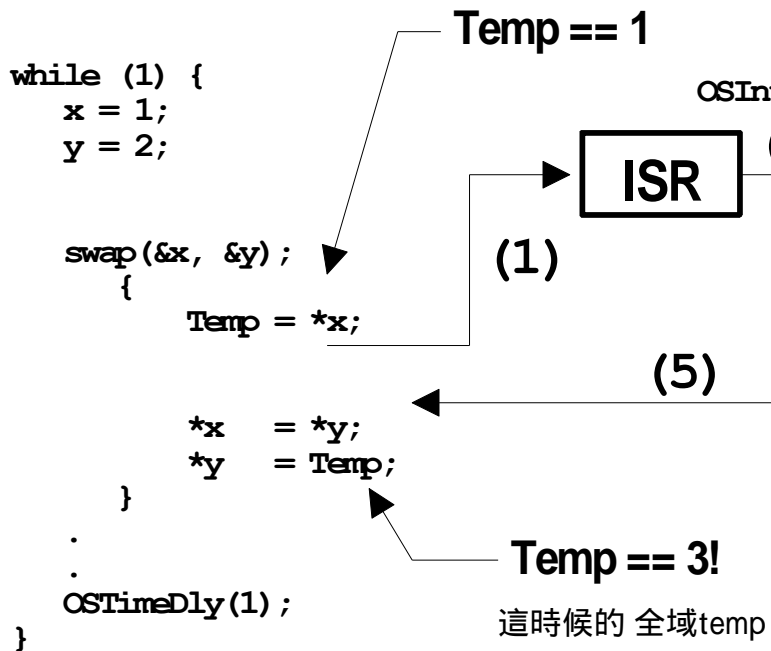 Temp == 1
while (1) {
x = 1;
y = 2;
ISR
swap(&x, &y);
(1)
{
Temp = *x;
(5)
*x = *y;
*y = Temp;
}
.
.
Temp == 3!
OSTimeDly(1);
這時候的 全域temp
}